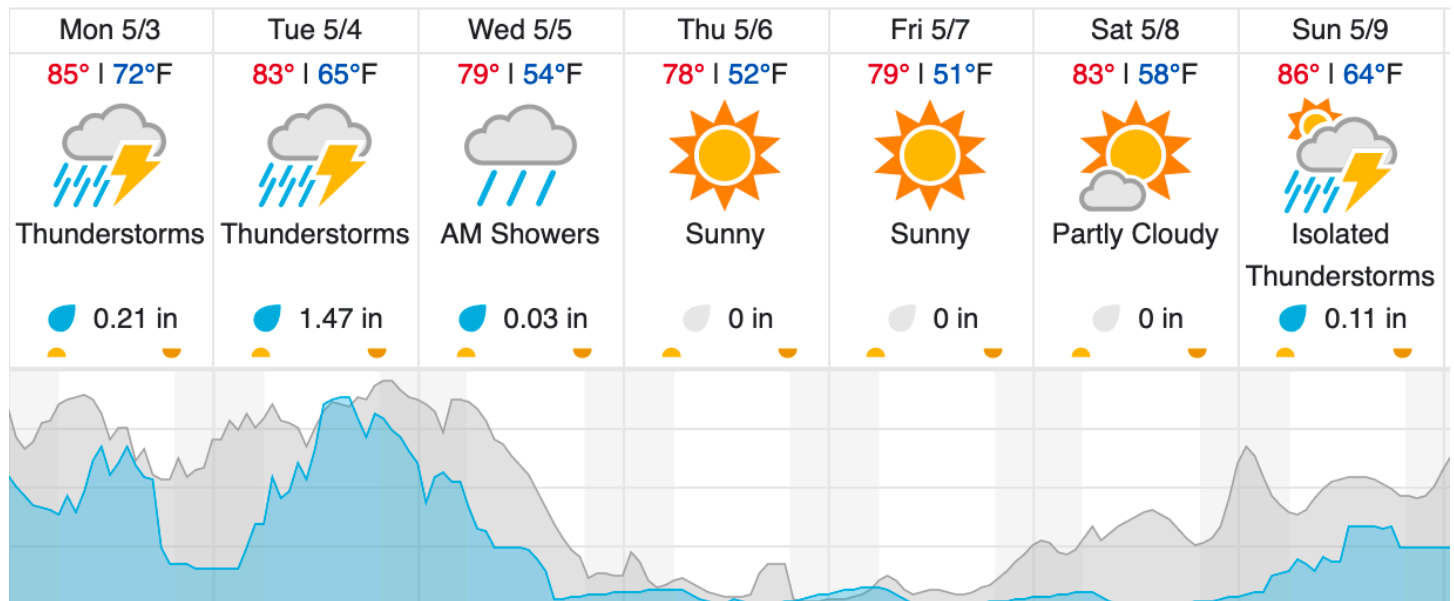 Mon 5/3 Tue 5/4 Wed 5/5 Thu 5/6 Fri 5/7 Sat 5/8 Sun 5/9
85° | 72°F 83° | 65°F 79° | 54°F 78° | 52°F 79° | 51°F 83° | 58°F 86° | 64°F
Thunderstorms Thunderstorms AM Showers Sunny Sunny Partly Cloudy Isolated
Thunderstorms
0.21 in 1.47 in 0.03 in 0 in 0 in 0 in 0.11 in